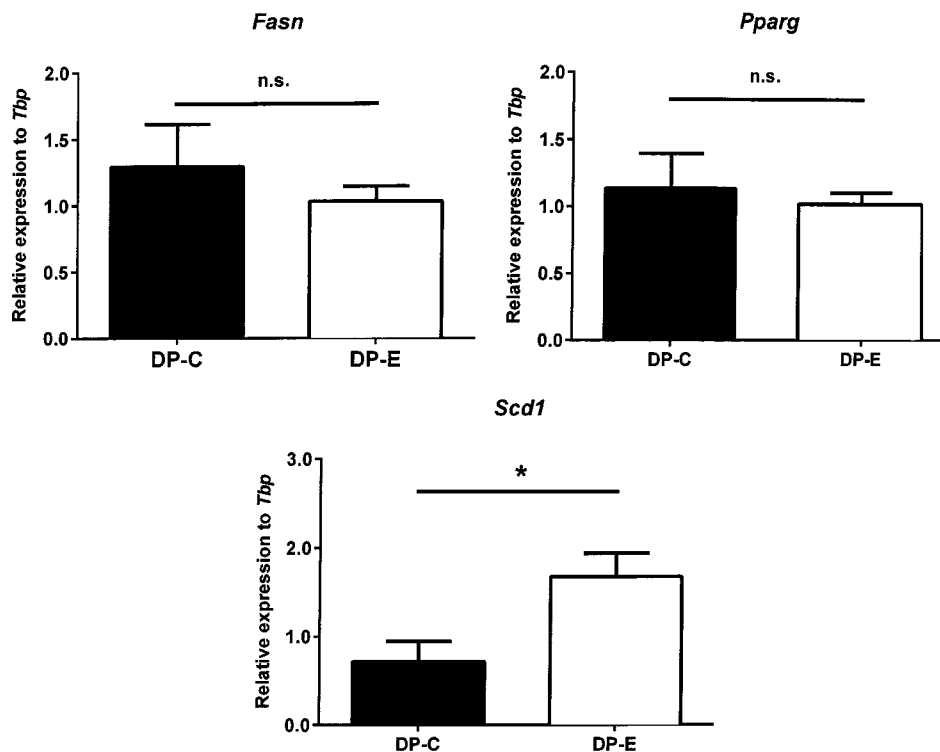 Fasn
Relative expression to Tbp
2.0
1.5
1.0
0.5
0.0
n.s.
DP-C
DP-E
Pparg
Relative expression to Tbp
2.0
1.5
1.0
0.5
0.0
n.s.
DP-C
DP-E
Scd1
Relative expression to Tbp
3.0
2.0
1.0
0.0
*
DP-C
DP-E